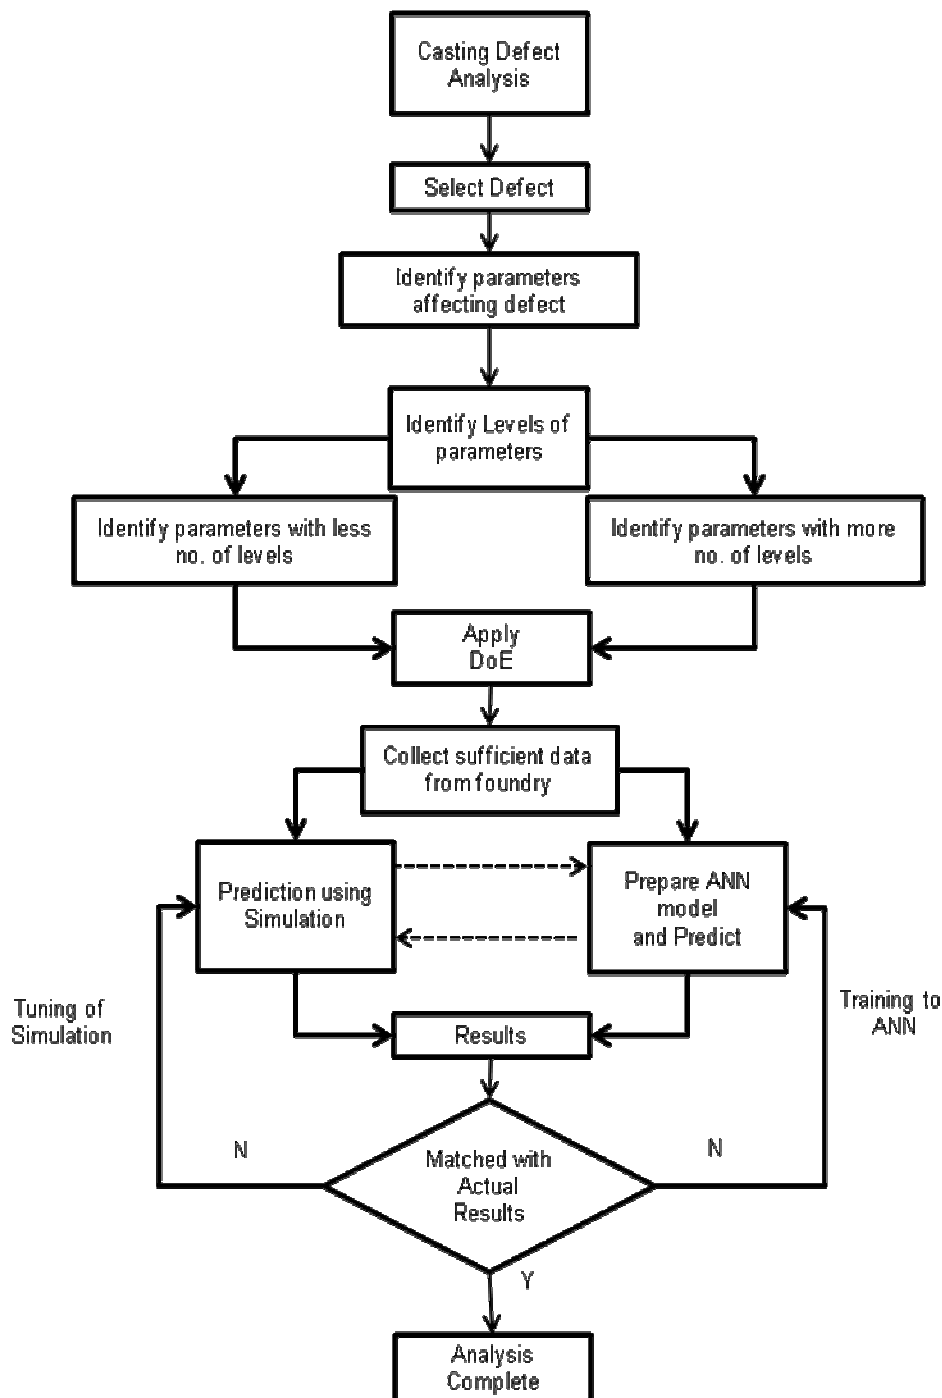 Casting Defect
Analysis
Select Defect
Identify parameters
affecting defect
Identify Levels of
parameters
Identify parameters with less
no. of levels
Identify parameters with more
no. of levels
Apply
DoE
Collect sufficient data
from foundry
Prediction using
Simulation
Prepare ANN
model
and Predict
Tuning of
Simulation
Training to
ANN
Results
N
Matched with
Actual
Results
N
Y
Analysis
Complete